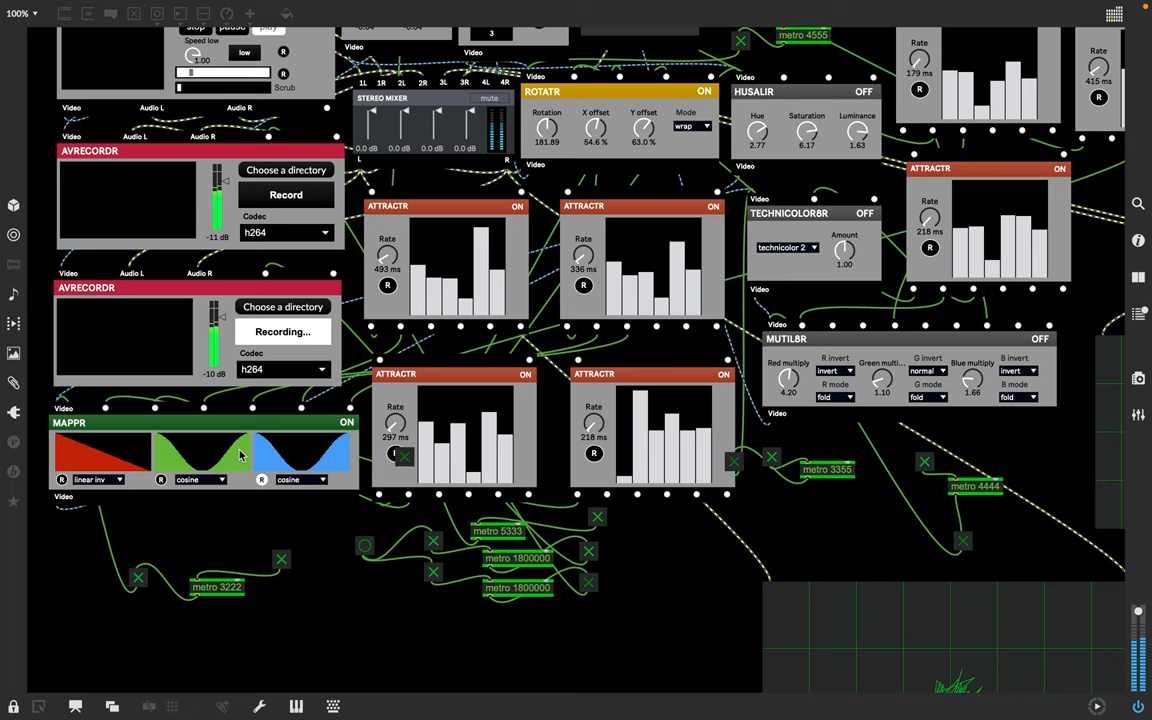 100%
stop pause play
Speed low
1.00
low
R
R
Scrub
3
metro 4555
Rate
179 ms
R
Rate
415 ms
R
Video Audio L Audio R
Video
Video
1L 1R 2L 2R 3L 3R 4L 4R
STEREO MIXER mute
0.0 dB 0.0 dB 0.0 dB 0.0 dB
L R
Video
ROTATR ON
Rotation X offset Y offset Mode
181.89 54.6 % 63.0 % wrap
Video
Video
HUSALIR OFF
Hue Saturation Luminance
2.77 6.17 1.63
Video
Video Audio L Audio R
AVRECORDR
Choose a directory
Record
Codec
-11 dB h264
Video Audio L Audio R
AVRECORDR
Choose a directory
Recording...
Codec
-10 dB h264
ATTRACTR ON
Rate
493 ms
R
ATTRACTR ON
Rate
336 ms
R
ATTRACTR ON
Rate
218 ms
R
Video
TECHNICOLOR8R OFF
Amount
technicolor 2
1.00
Video
Video
MUTIL8R OFF
Red multiply R invert Green multi... G invert Blue multiply B invert
invert normal invert
R mode G mode B mode
4.20 fold 1.10 fold 1.66 fold
Video
ATTRACTR ON
Rate
297 ms
ATTRACTR ON
Rate
218 ms
R
Video
MAPPR ON
R linear inv R cosine R cosine
Video
metro 3355
metro 4444
metro 5333
metro 1800000
metro 1800000
metro 3222